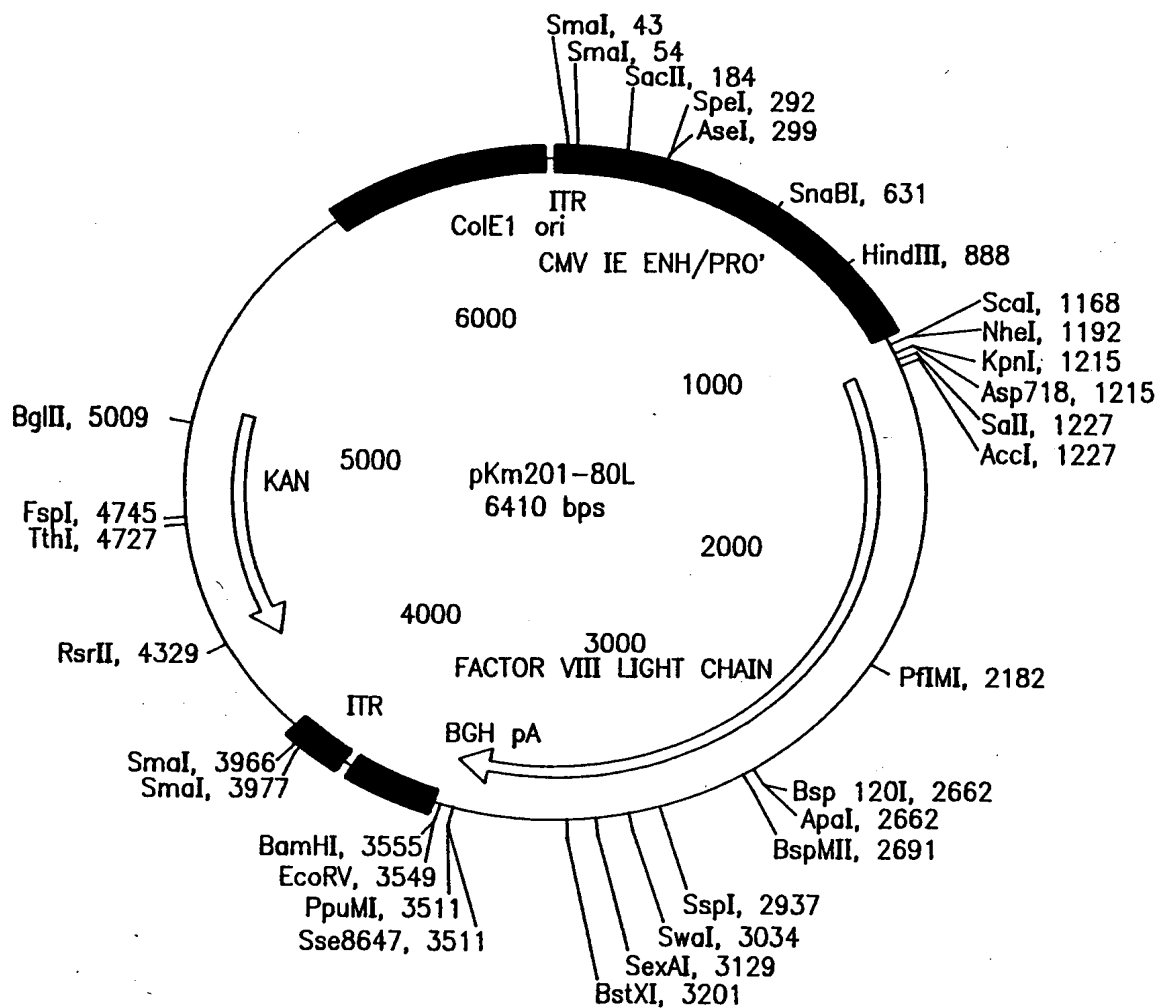 SmaI, 43
SmaI, 54
SacII, 184
SpeI, 292
AseI, 299
SnaBI, 631
HindIII, 888
ScaI, 1168
NheI, 1192
KpnI, 1215
Asp718, 1215
SalI, 1227
AccI, 1227
ITR
ColE1 ori
CMV IE ENH/PRO'
6000
1000
BglII, 5009
KAN
5000
pKm201-80L
6410 bps
FspI, 4745
TthI, 4727
2000
4000
3000
RsrII, 4329
FACTOR VIII LIGHT CHAIN
PflMI, 2182
ITR
BGH pA
SmaI, 3966
SmaI, 3977
Bsp 120I, 2662
ApaI, 2662
BspMII, 2691
BamHI, 3555
EcoRV, 3549
PpuMI, 3511
Sse8647, 3511
SspI, 2937
SwaI, 3034
SexAI, 3129
BstXI, 3201